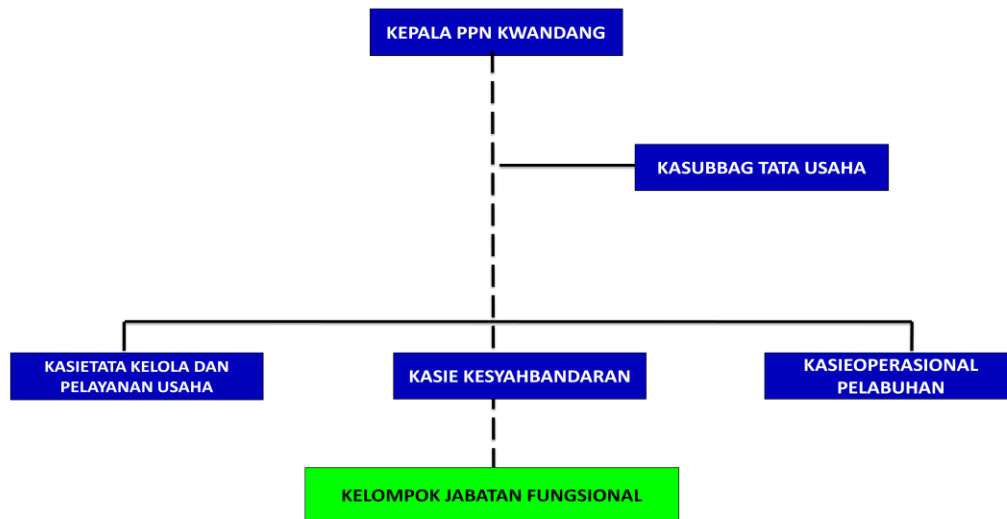 KEPALA PPN KWANDANG
KASUBBAG TATA USAHA
KASIETATA KELOLA DAN
PELAYANAN USAHA
KASIE KESYAHBANDARAN
KASIEOPERASIONAL
PELABUHAN
KELOMPOK JABATAN FUNGSIONAL